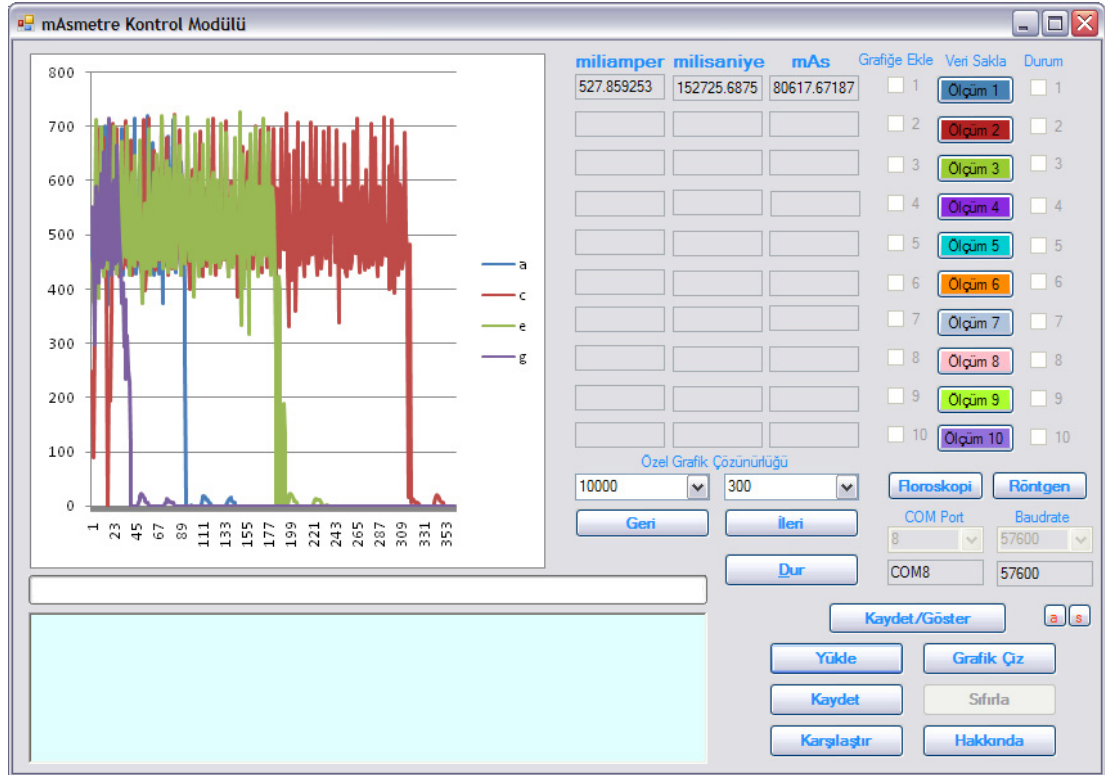 mAsmetre Kontrol Modülü
800
700
600
500
400
300
200
100
0
1 23 45 67 89 111 133 155 177 199 221 243 265 287 309 331 353
a
c
e
g
miliamper milisaniye mAs Grafiğe Ekle Veri Sakla Durum
527.859253 152725.6875 80617.67187 1 Ölçüm 1 1
2 Ölçüm 2 2
3 Ölçüm 3 3
4 Ölçüm 4 4
5 Ölçüm 5 5
6 Ölçüm 6 6
7 Ölçüm 7 7
8 Ölçüm 8 8
9 Ölçüm 9 9
10 Ölçüm 10 10
Özel Grafik Çözünürlüğü
10000 300 Floroskopi Röntgen
Geri İleri COM Port Baudrate
8 57600
Dur COM8 57600
Kaydet/Göster a s
Yükle Grafik Çiz
Kaydet Sıfırla
Karşılaştır Hakkında